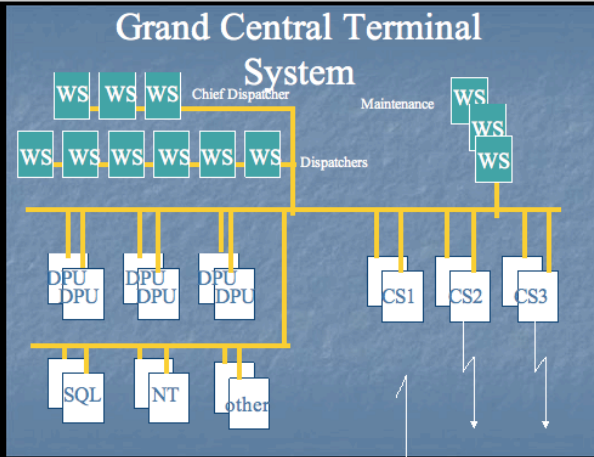 Grand Central Terminal
System
WS WS WS Chief Dispatcher
Maintenance WS
WS
WS
WS WS WS WS WS WS Dispatchers
DPU DPU DPU
DPU DPU DPU
CS1 CS2 CS3
SQL NT other